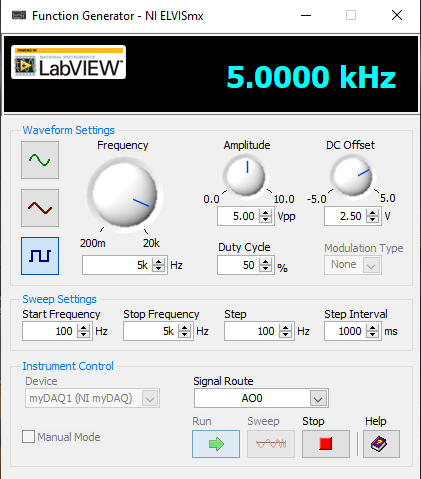 Function Generator - NI ELVISmx
POWERED BY
NATIONAL INSTRUMENTS
LabVIEW™
5.0000 kHz
Waveform Settings
Frequency
Amplitude
DC Offset
0.0 10.0 -5.0 5.0
5.00 Vpp 2.50 V
200m 20k
Duty Cycle Modulation Type
5k Hz 50 % None
Sweep Settings
Start Frequency Stop Frequency Step Step Interval
100 Hz 5k Hz 100 Hz 1000 ms
Instrument Control
Device Signal Route
myDAQ1 (NI myDAQ) AO0
Run Sweep Stop Help
Manual Mode